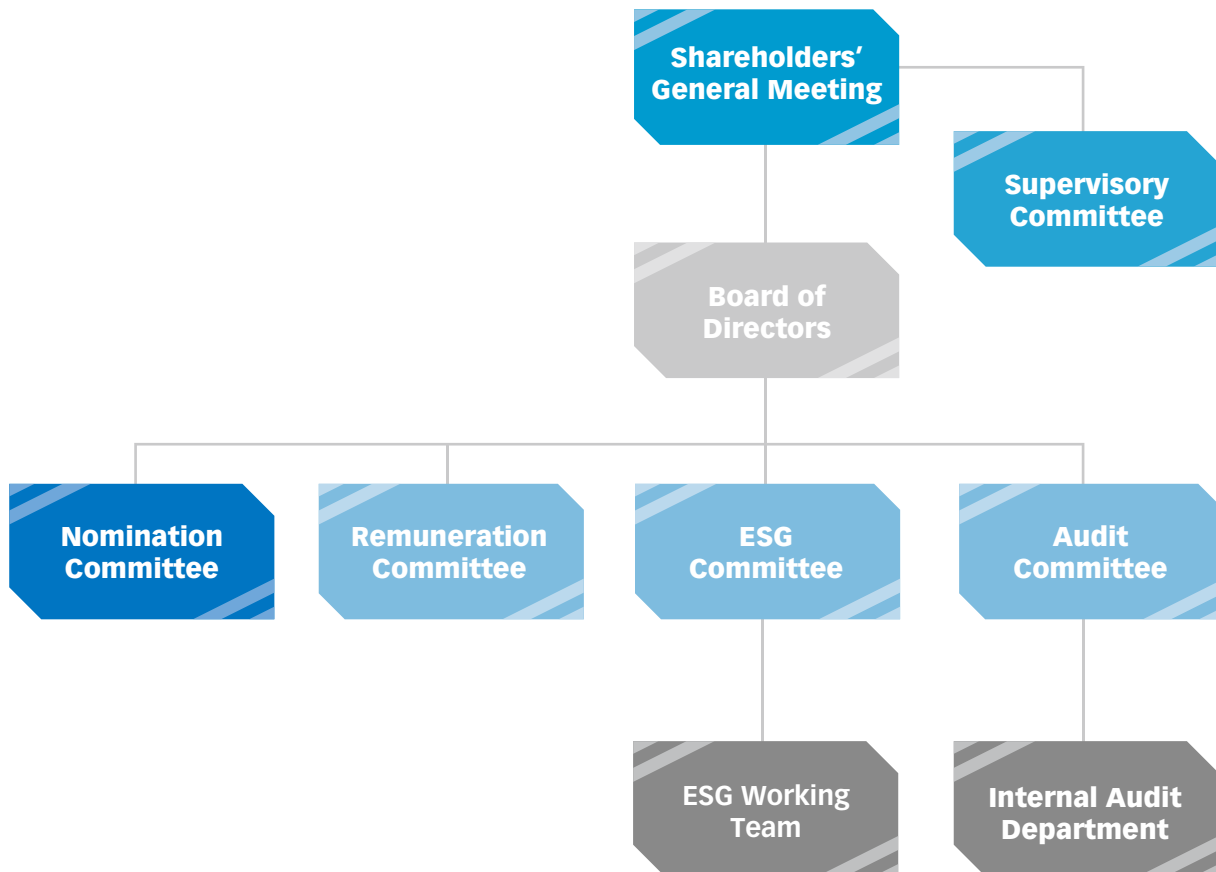 Shareholders’
General Meeting
Supervisory
Committee
Board of
Directors
Nomination
Committee
Remuneration
Committee
ESG
Committee
Audit
Committee
ESG Working
Team
Internal Audit
Department